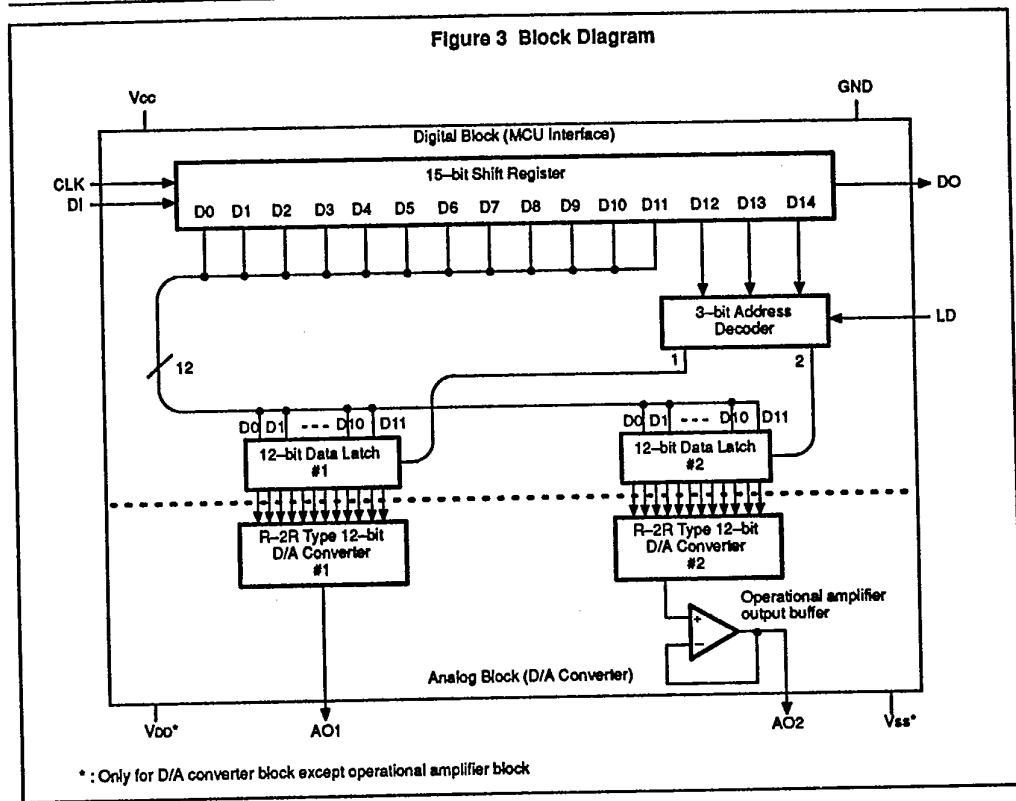 Figure 3 Block Diagram
Vcc
GND
Digital Block (MCU Interface)
15-bit Shift Register
CLK
DI
DO
D0 D1 D2 D3 D4 D5 D6 D7 D8 D9 D10 D11 D12 D13 D14
3-bit Address
Decoder
LD
1
2
12
D0 D1 --- D10 D11
D0 D1 --- D10 D11
12-bit Data Latch
#1
12-bit Data Latch
#2
R-2R Type 12-bit
D/A Converter
#1
R-2R Type 12-bit
D/A Converter
#2
Operational amplifier
output buffer
+
-
Analog Block (D/A Converter)
VDD*
AO1
AO2
Vss*
* : Only for D/A converter block except operational amplifier block